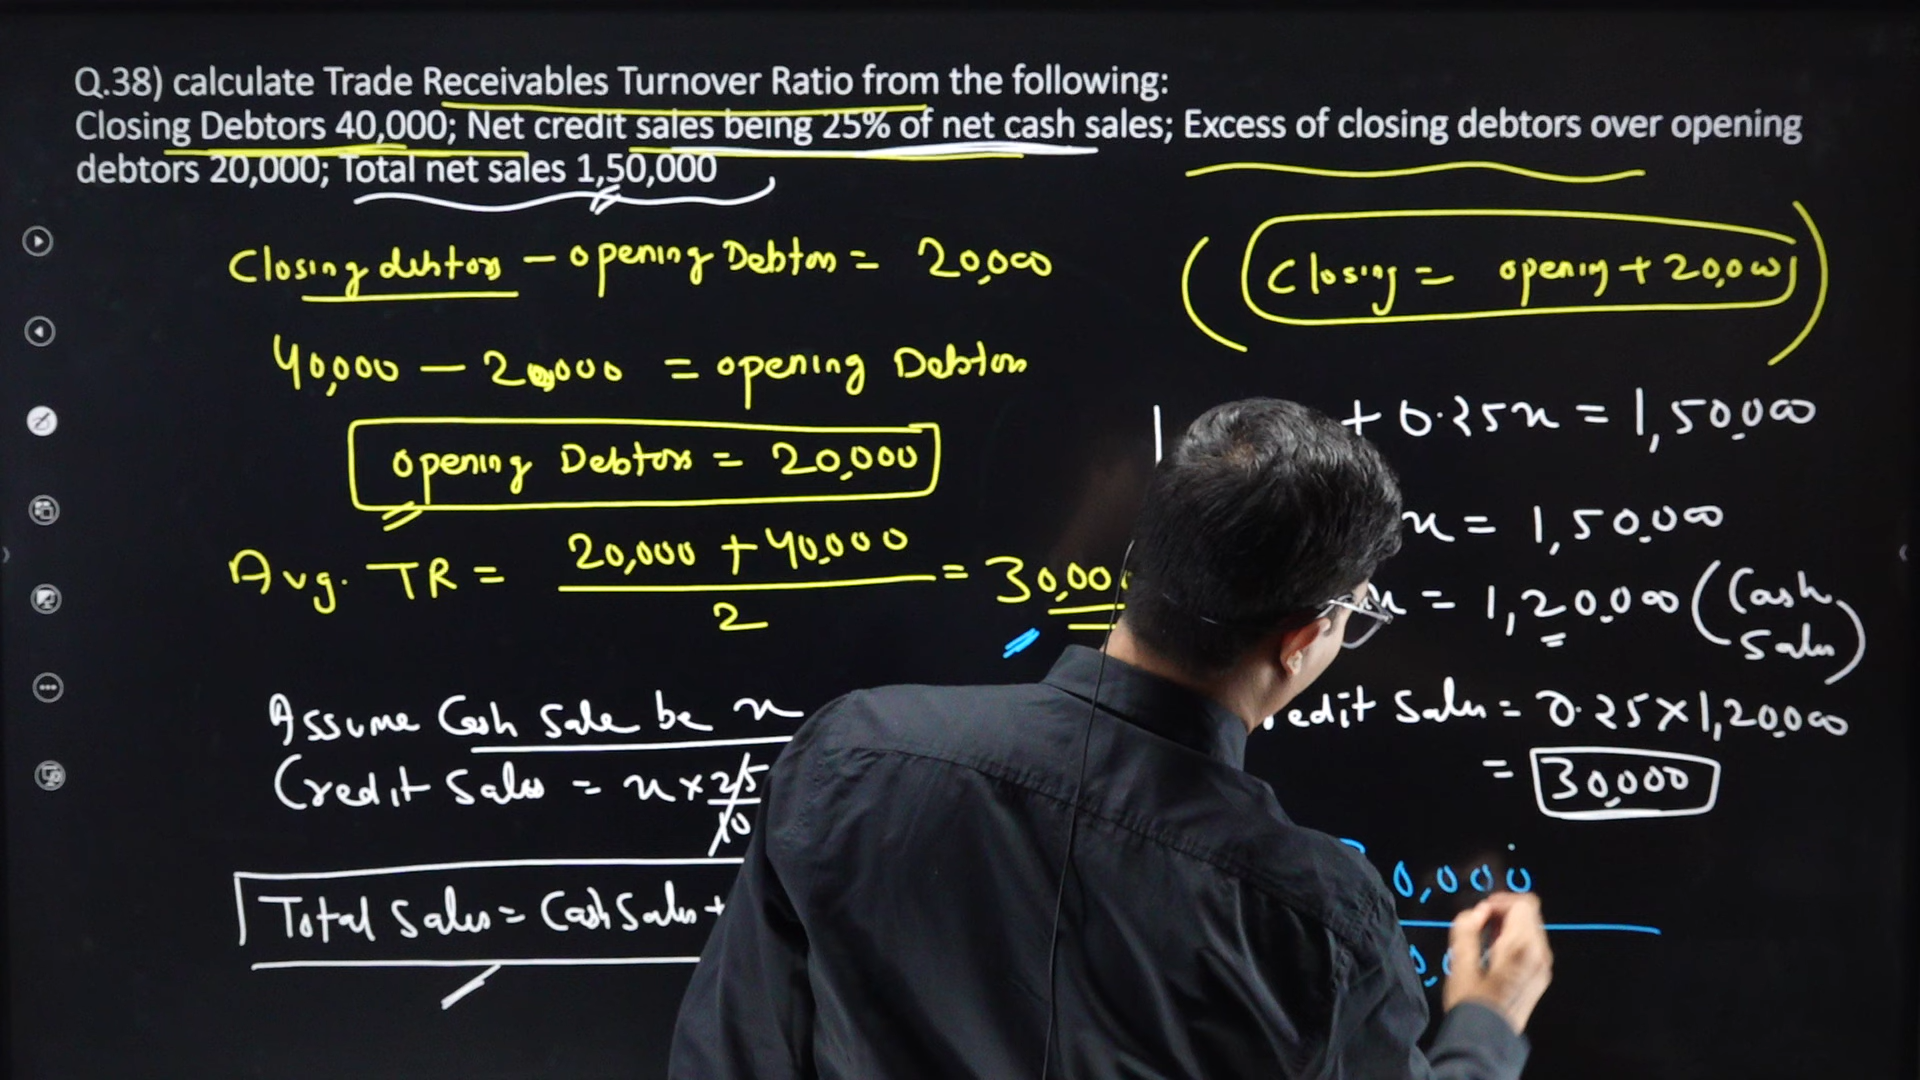 Q.38) calculate Trade Receivables Turnover Ratio from the following:
Closing Debtors 40,000; Net credit sales being 25% of net cash sales; Excess of closing debtors over opening
debtors 20,000; Total net sales 1,50,000
Closing debtors - opening Debtors = 20,000
(Closing = opening + 20,000)
40,000 - 20,000 = opening Debtors
Opening Debtors = 20,000
Avg. TR = 20,000 + 40,000 / 2 = 30,000
Assume Cash Sale be x
Credit Sales = x × 25
Total Sales = Cash Sales +
+ 0.25x = 1,50,000
x = 1,50,000
x = 1,20,000 (Cash Sales)
edit Sales = 0.25 × 1,20,000
= 30,000
0,000